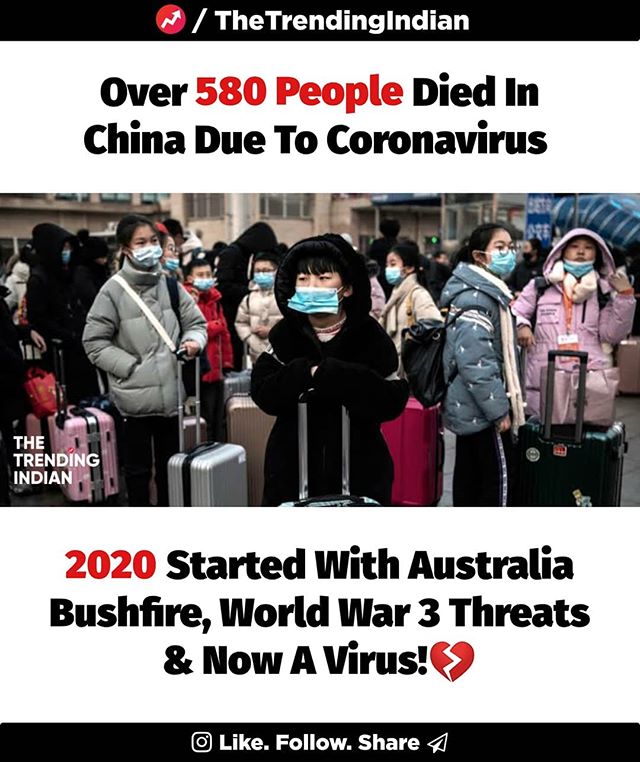 / TheTrendingIndian
Over 580 People Died In
China Due To Coronavirus
THE
TRENDING
INDIAN
2020 Started With Australia
Bushfire, World War 3 Threats
& Now A Virus!💔
Like. Follow. Share